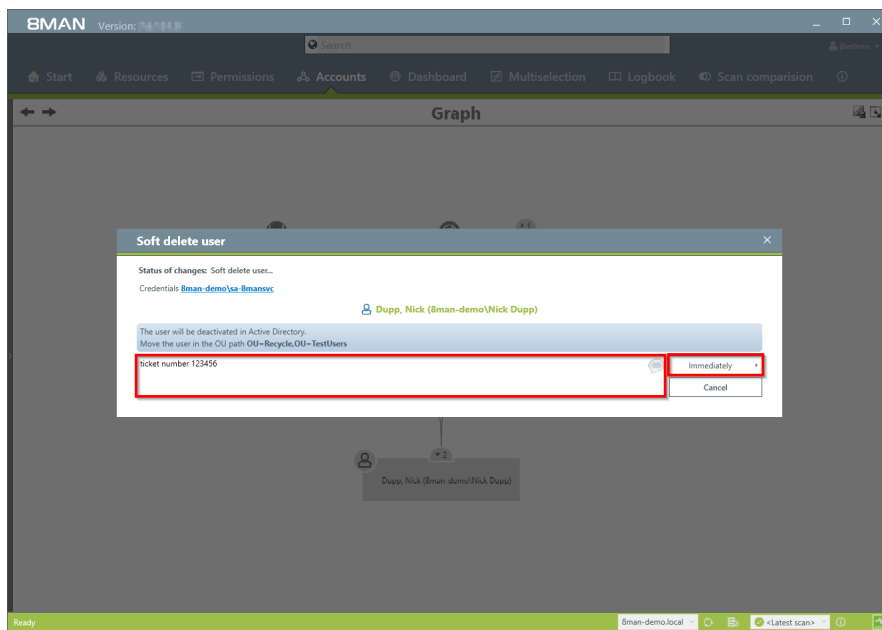 8MAN Version:
Search
jbadmin
Start Resources Permissions Accounts Dashboard Multiselection Logbook Scan comparision
Graph
Soft delete user
Status of changes: Soft delete user...
Credentials 8man-demo\sa-8mansvc
Dupp, Nick (8man-demo\Nick Dupp)
The user will be deactivated in Active Directory.
Move the user in the OU path OU=Recycle,OU=TestUsers
ticket number 123456
Immediately
Cancel
2
Dupp, Nick (8man-demo\Nick Dupp)
Ready 8man-demo.local <Latest scan>